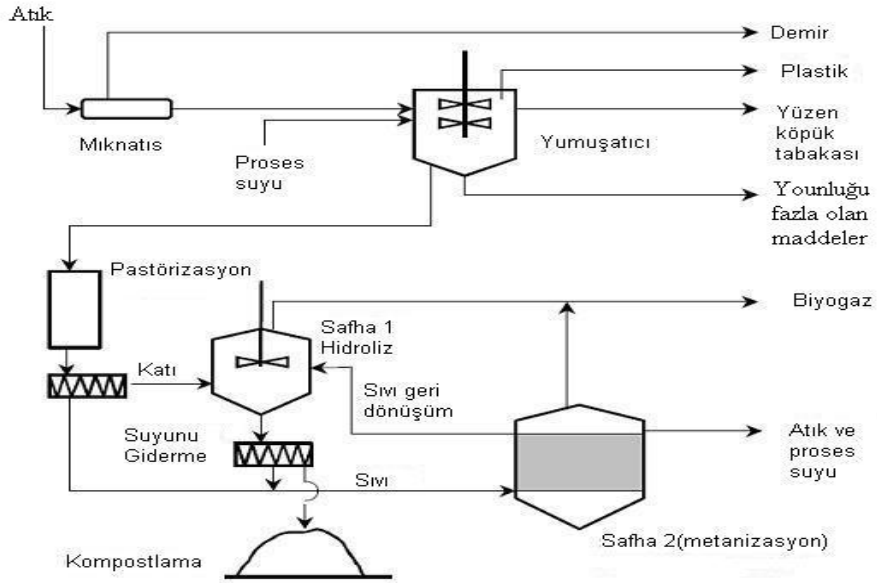 Atık
Demir
Plastik
Mıknatıs
Proses
suyu
Yumuşatıcı
Yüzen
köpük
tabakası
Younluğu
fazla olan
maddeler
Pastörizasyon
Biyogaz
Safha 1
Hidroliz
Katı
Sıvı geri
dönüşüm
Suyunu
Giderme
Sıvı
Atık ve
proses
suyu
Safha 2(metanizasyon)
Kompostlama